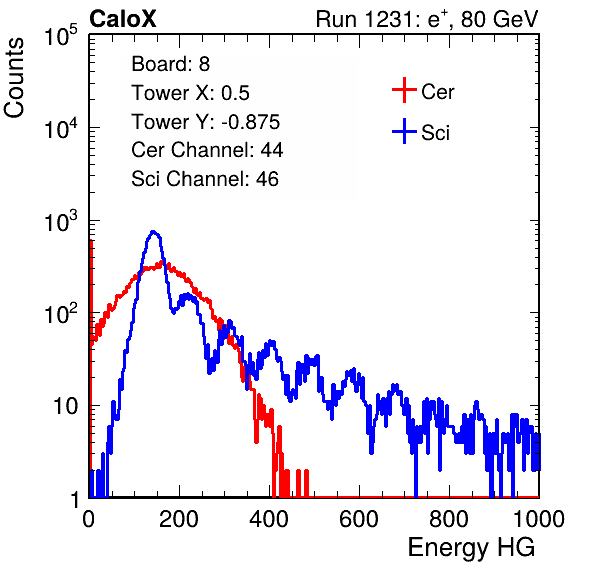 CaloX Run 1231: e⁺, 80 GeV
Counts
10⁵
10⁴
10³
10²
10
1
Board: 8
Tower X: 0.5
Tower Y: -0.875
Cer Channel: 44
Sci Channel: 46
Cer
Sci
0 200 400 600 800 1000
Energy HG